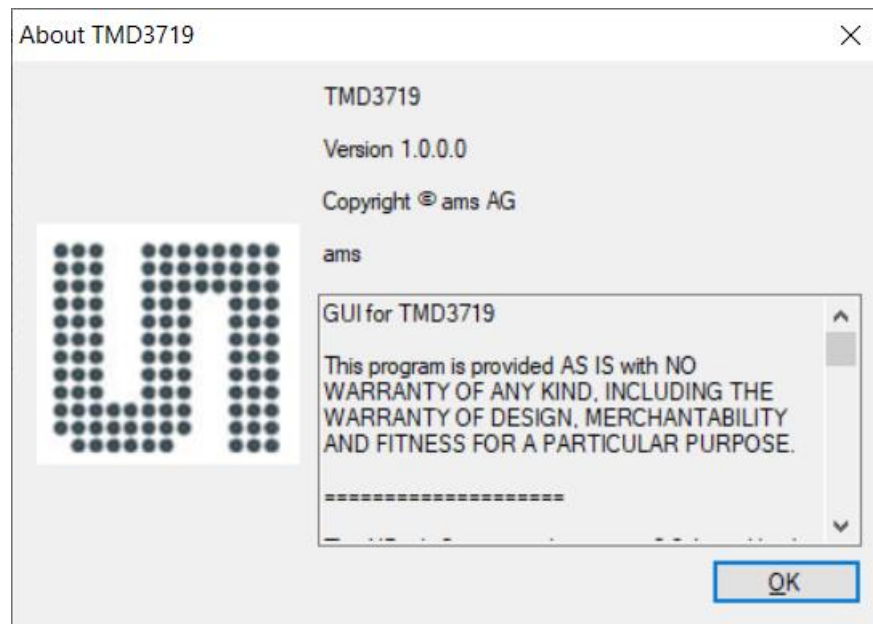 About TMD3719
TMD3719
Version 1.0.0.0
Copyright © ams AG
ams
GUI for TMD3719
This program is provided AS IS with NO
WARRANTY OF ANY KIND, INCLUDING THE
WARRANTY OF DESIGN, MERCHANTABILITY
AND FITNESS FOR A PARTICULAR PURPOSE.
=====================
OK